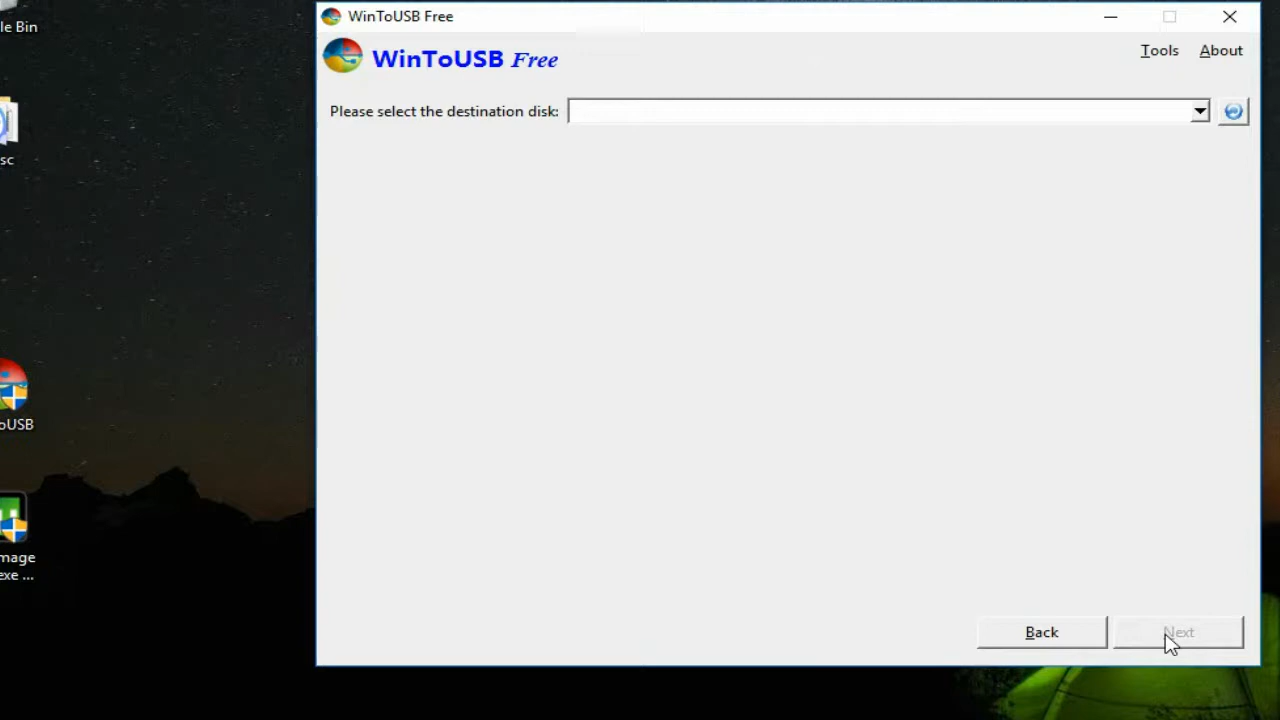 WinToUSB Free
WinToUSB Free
Tools About
Please select the destination disk:
le Bin
sc
oUSB
mage
exe ...
Back Next